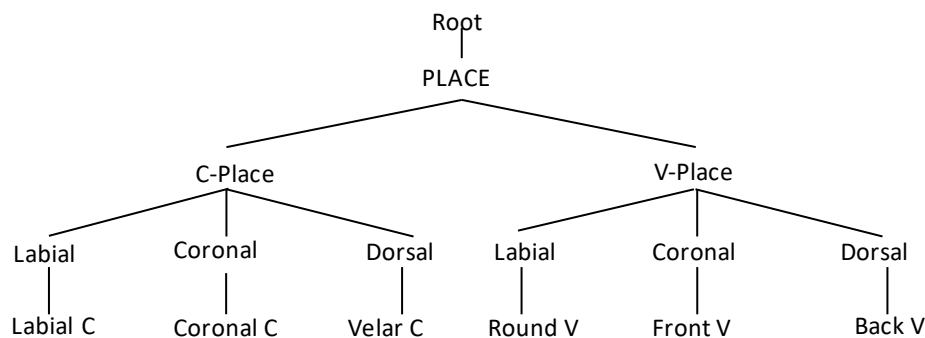 Root
PLACE
C-Place V-Place
Labial Coronal Dorsal Labial Coronal Dorsal
Labial C Coronal C Velar C Round V Front V Back V